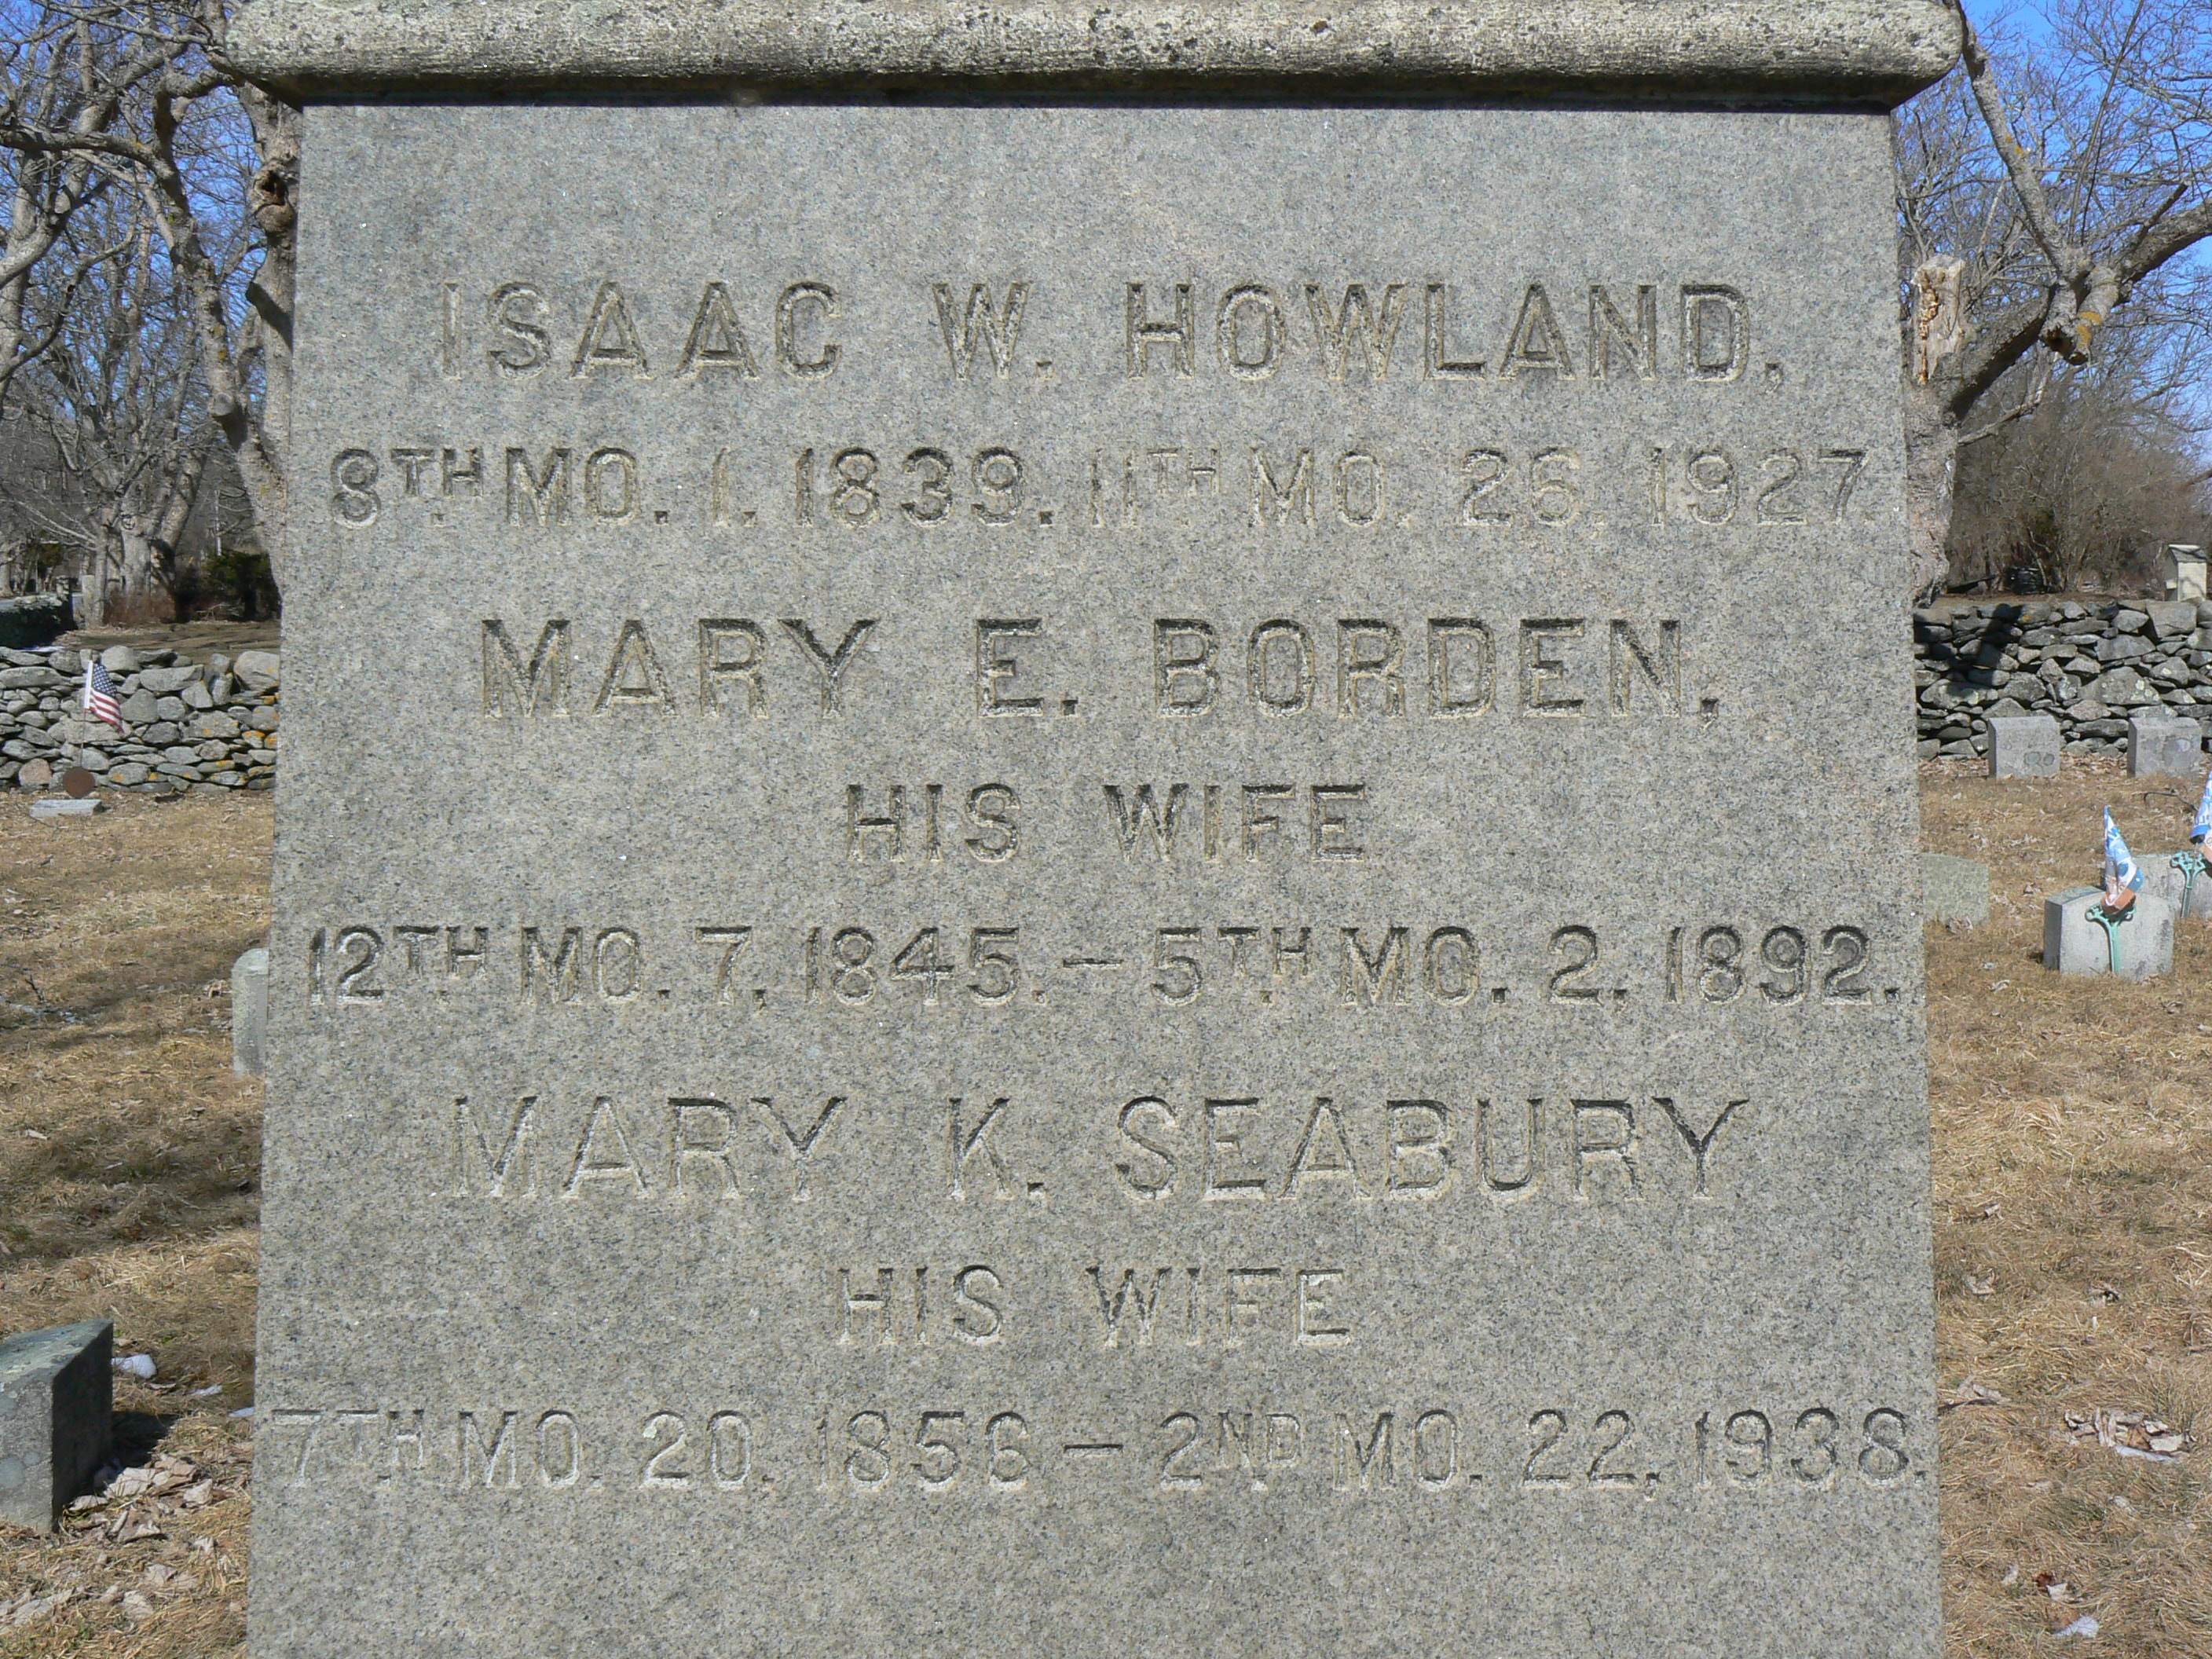 ISAAC W. HOWLAND,
8TH MO. 1. 1839. 11TH MO. 26, 1927.
MARY E. BORDEN,
HIS WIFE
12TH MO. 7, 1845. — 5TH MO. 2, 1892.
MARY K. SEABURY
HIS WIFE
7TH MO. 20, 1856 — 2ND MO. 22, 1938.